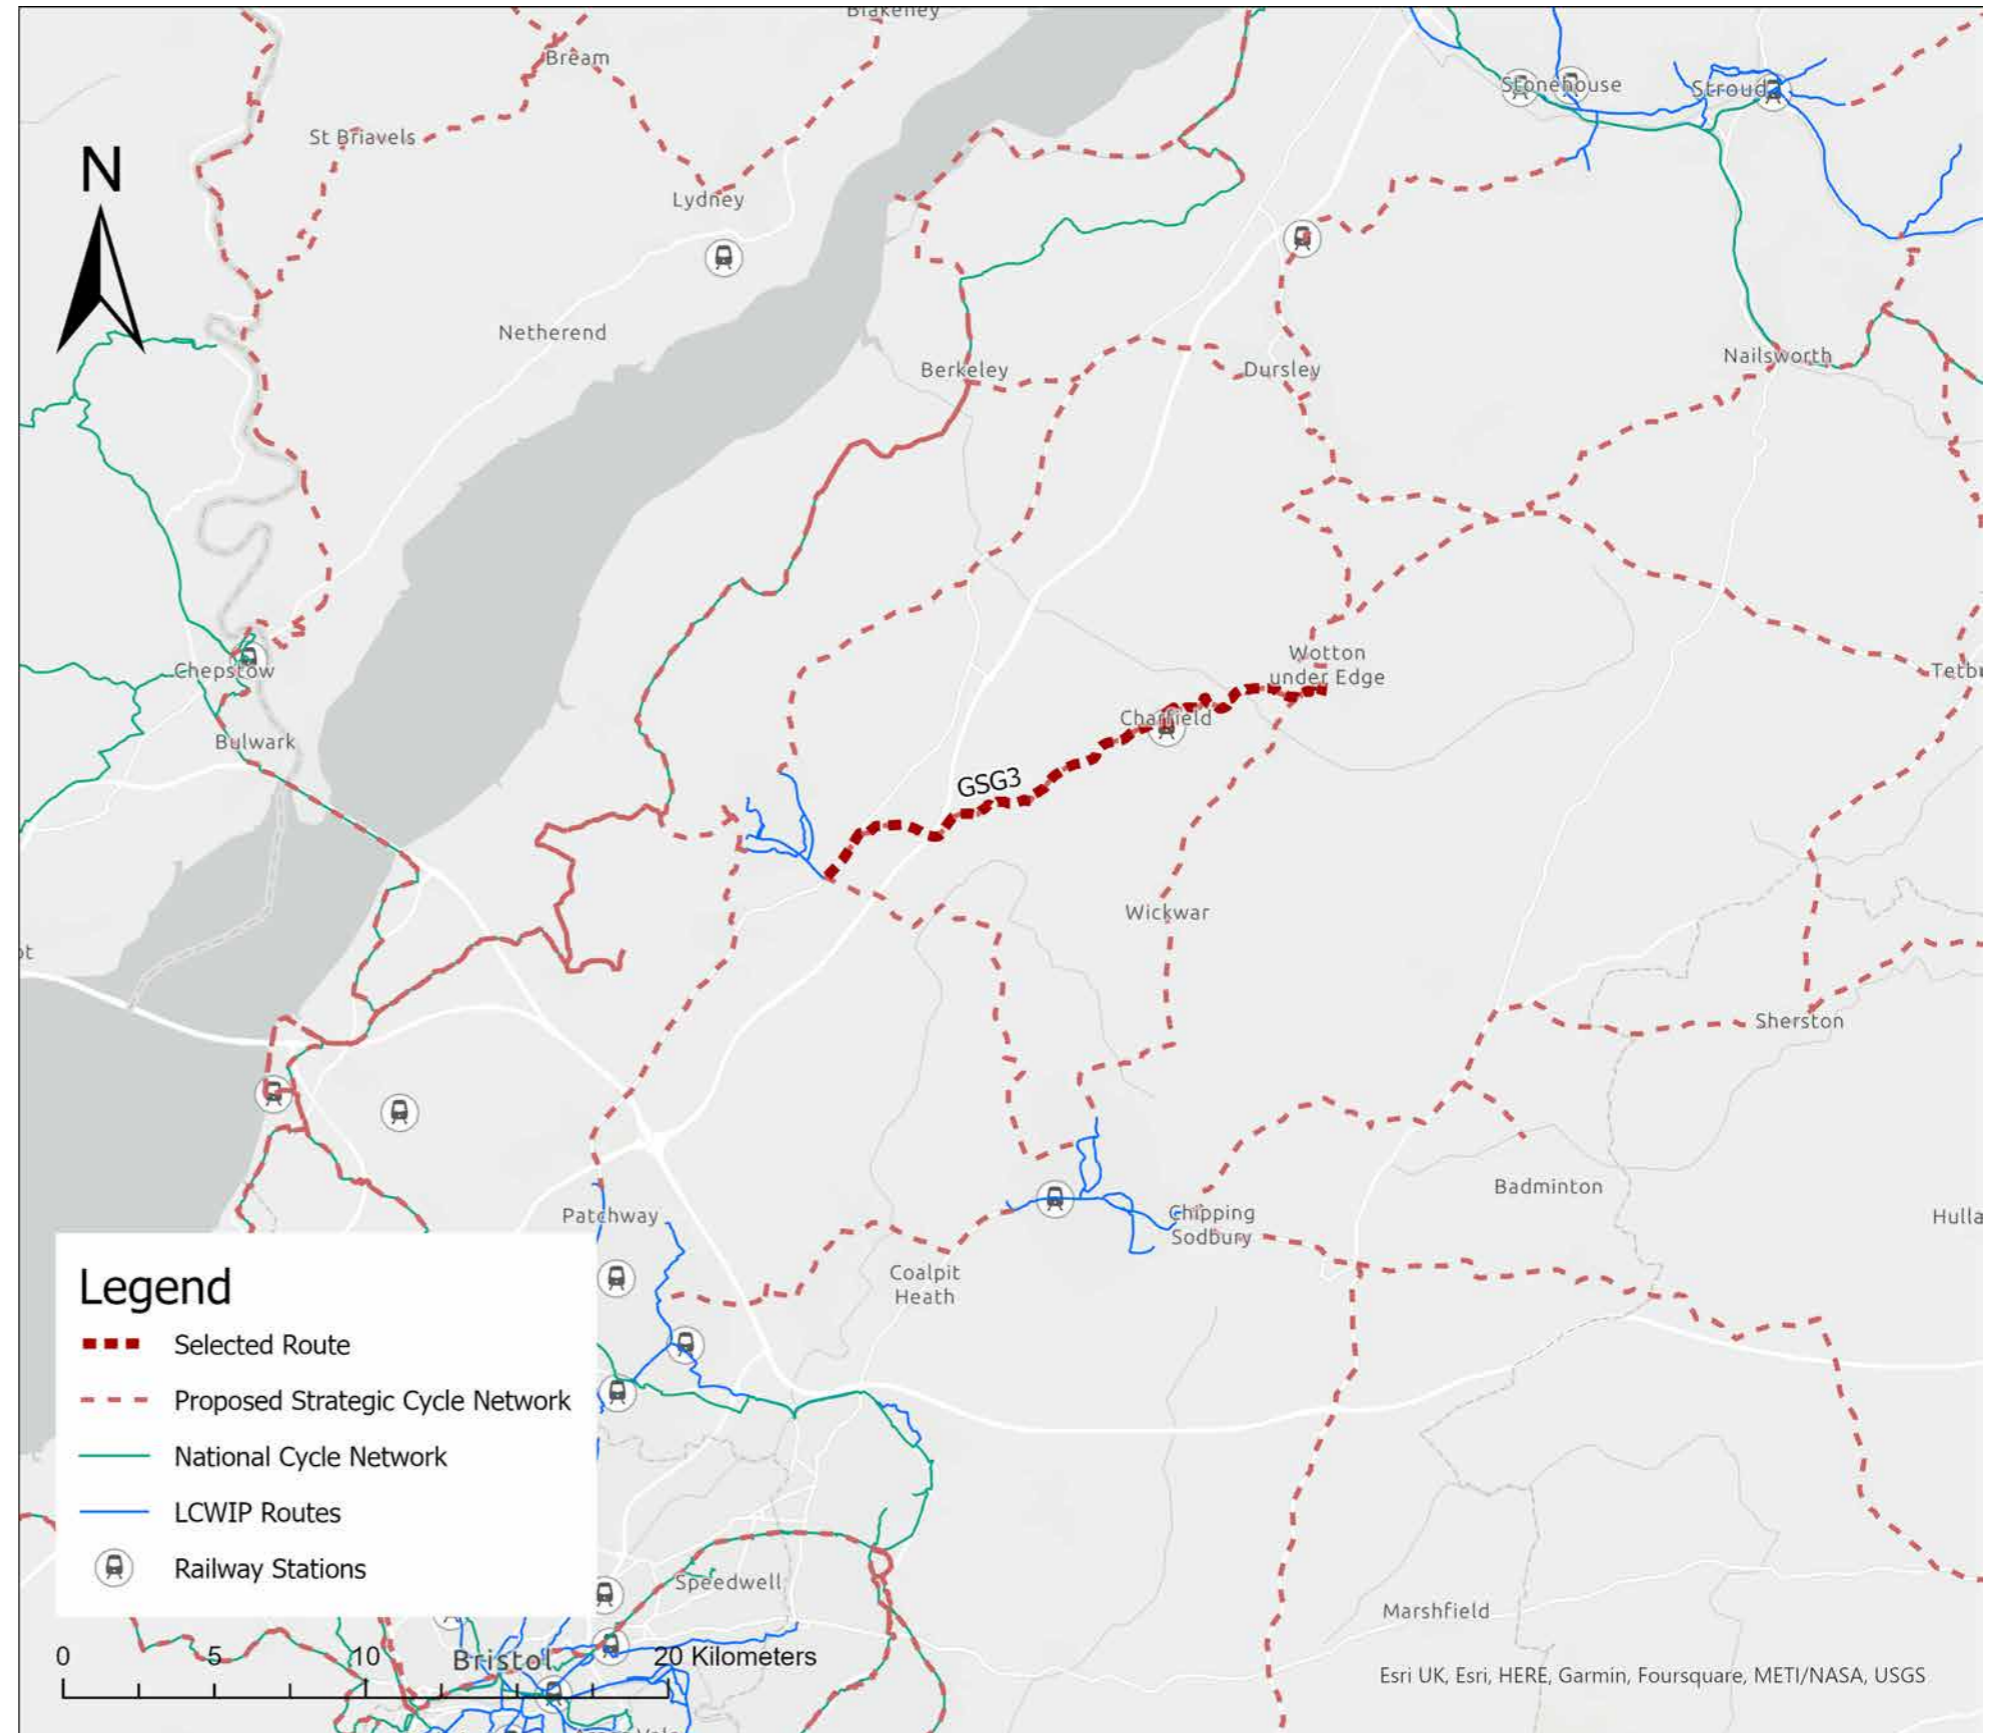 Blakeney
Bream
Stonehouse
Stroud
St Briavels
N
Lydney
Netherend
Nailsworth
Berkeley
Dursley
Wotton
under Edge
Chepstow
Tetbu
Charfield
Bulwark
GSG3
Wickwar
ot
Sherston
Badminton
Patchway
Chipping
Sodbury
Hulla
Coalpit
Heath
Legend
Selected Route
Proposed Strategic Cycle Network
National Cycle Network
LCWIP Routes
Railway Stations
Speedwell
Marshfield
0 5 10 20 Kilometers
Bristol
Esri UK, Esri, HERE, Garmin, Foursquare, METI/NASA, USGS